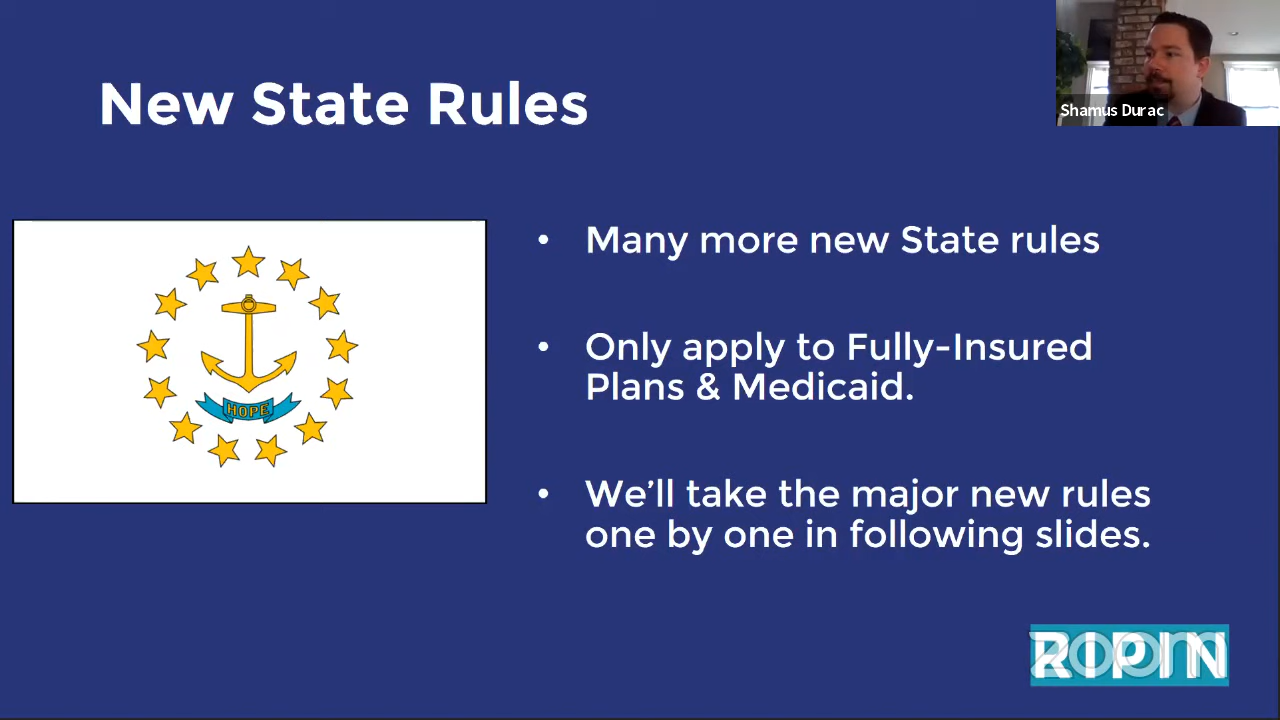 New State Rules
Shamus Durac
• Many more new State rules
• Only apply to Fully-Insured
Plans & Medicaid.
• We'll take the major new rules
one by one in following slides.
HOPE
RIPIN
zoom